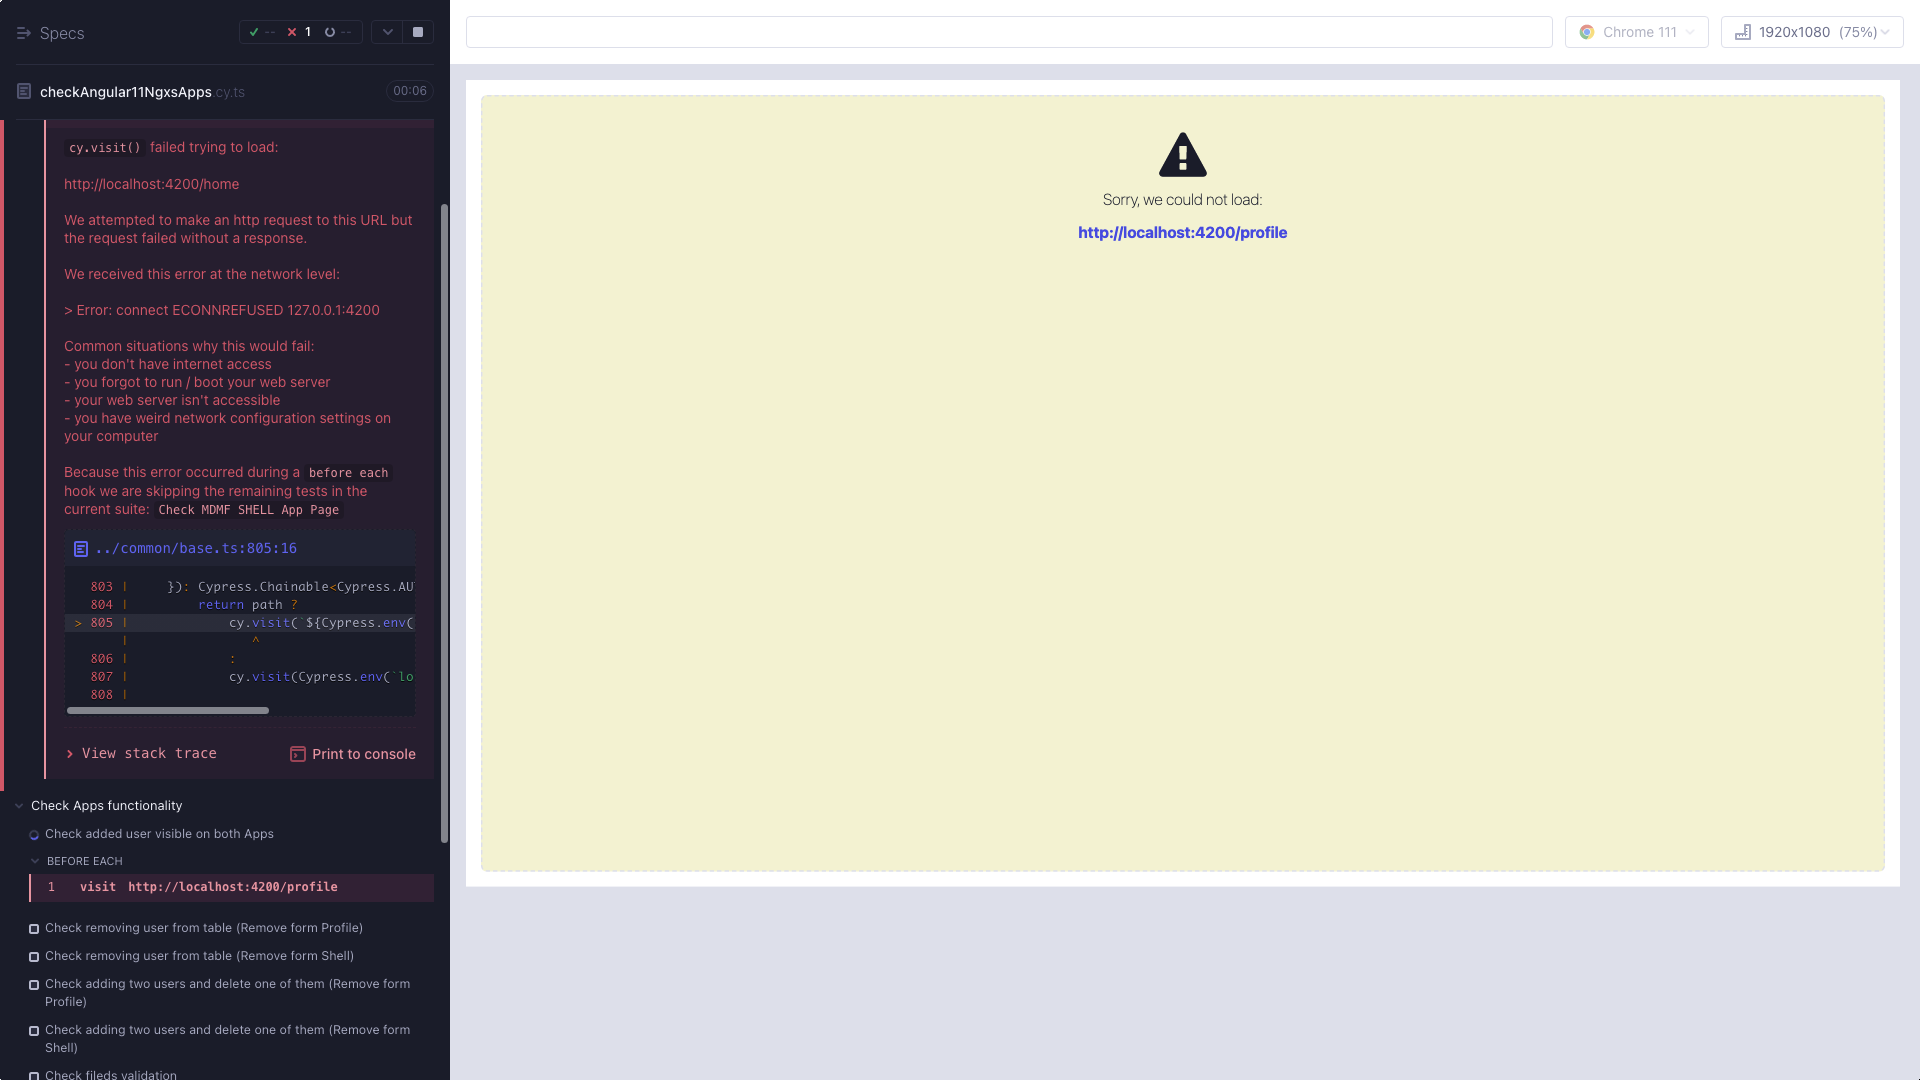 Specs
-- 1 --
checkAngular11NgxsApps.cy.ts 00:06
cy.visit() failed trying to load:
http://localhost:4200/home
We attempted to make an http request to this URL but
the request failed without a response.
We received this error at the network level:
> Error: connect ECONNREFUSED 127.0.0.1:4200
Common situations why this would fail:
- you don't have internet access
- you forgot to run / boot your web server
- your web server isn't accessible
- you have weird network configuration settings on
your computer
Because this error occurred during a before each
hook we are skipping the remaining tests in the
current suite: Check MDMF SHELL App Page
../common/base.ts:805:16
803 | }): Cypress.Chainable<Cypress.AU
804 | return path ?
> 805 | cy.visit(`${Cypress.env(
| ^
806 | :
807 | cy.visit(Cypress.env(`lo
808 |
View stack trace
Print to console
Check Apps functionality
Check added user visible on both Apps
BEFORE EACH
1 visit http://localhost:4200/profile
Check removing user from table (Remove form Profile)
Check removing user from table (Remove form Shell)
Check adding two users and delete one of them (Remove form
Profile)
Check adding two users and delete one of them (Remove form
Shell)
Check fileds validation
Chrome 111
1920x1080 (75%)
Sorry, we could not load:
http://localhost:4200/profile